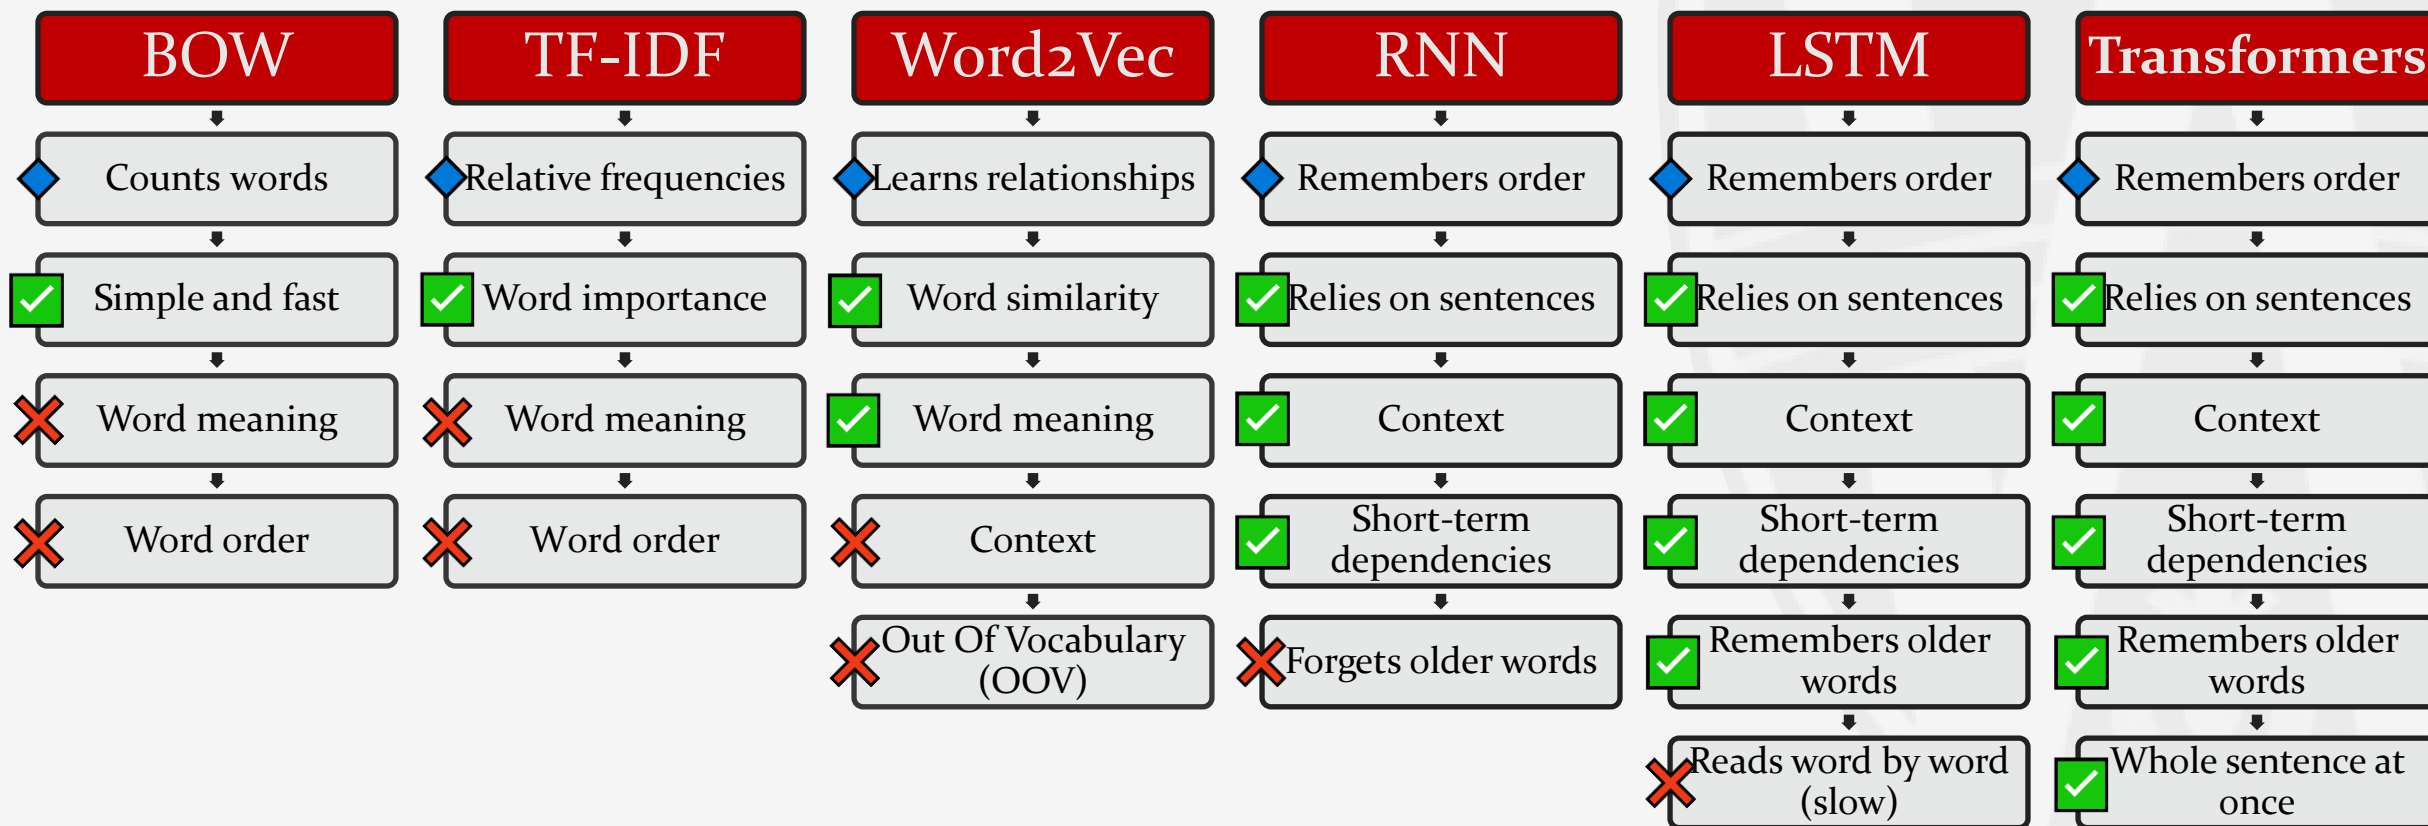 BOW
Counts words
Simple and fast
Word meaning
Word order
TF-IDF
Relative frequencies
Word importance
Word meaning
Word order
Word2Vec
Learns relationships
Word similarity
Word meaning
Context
Out Of Vocabulary
(OOV)
RNN
Remembers order
Relies on sentences
Context
Short-term
dependencies
Forgets older words
LSTM
Remembers order
Relies on sentences
Context
Short-term
dependencies
Remembers older
words
Reads word by word
(slow)
Transformers
Remembers order
Relies on sentences
Context
Short-term
dependencies
Remembers older
words
Whole sentence at
once